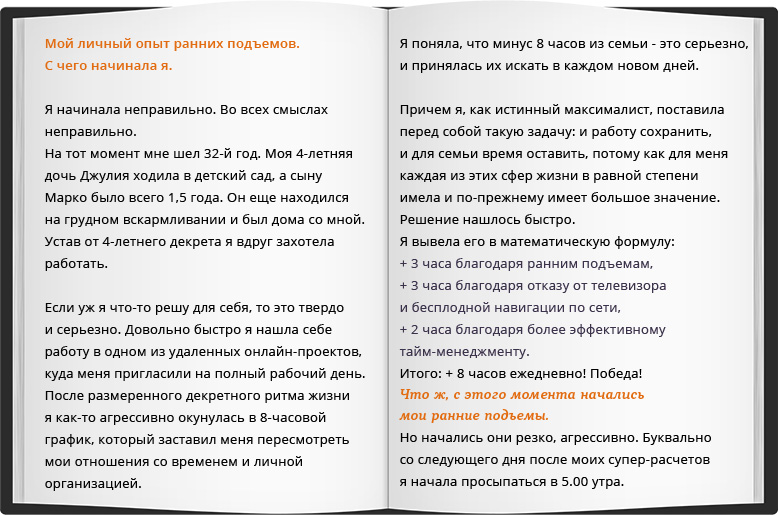 Мой личный опыт ранних подъемов.
С чего начинала я.
Я начинала неправильно. Во всех смыслах
неправильно.
На тот момент мне шел 32-й год. Моя 4-летняя
дочь Джулия ходила в детский сад, а сыну
Марко было всего 1,5 года. Он еще находился
на грудном вскармливании и был дома со мной.
Устав от 4-летнего декрета я вдруг захотела
работать.
Если уж я что-то решу для себя, то это твердо
и серьезно. Довольно быстро я нашла себе
работу в одном из удаленных онлайн-проектов,
куда меня пригласили на полный рабочий день.
После размеренного декретного ритма жизни
я как-то агрессивно окунулась в 8-часовой
график, который заставил меня пересмотреть
мои отношения со временем и личной
организацией.
Я поняла, что минус 8 часов из семьи - это серьезно,
и принялась их искать в каждом новом дней.
Причем я, как истинный максималист, поставила
перед собой такую задачу: и работу сохранить,
и для семьи время оставить, потому как для меня
каждая из этих сфер жизни в равной степени
имела и по-прежнему имеет большое значение.
Решение нашлось быстро.
Я вывела его в математическую формулу:
+ 3 часа благодаря ранним подъемам,
+ 3 часа благодаря отказу от телевизора
и бесплодной навигации по сети,
+ 2 часа благодаря более эффективному
тайм-менеджменту.
Итого: + 8 часов ежедневно! Победа!
Что ж, с этого момента начались
мои ранние подъемы.
Но начались они резко, агрессивно. Буквально
со следующего дня после моих супер-расчетов
я начала просыпаться в 5.00 утра.